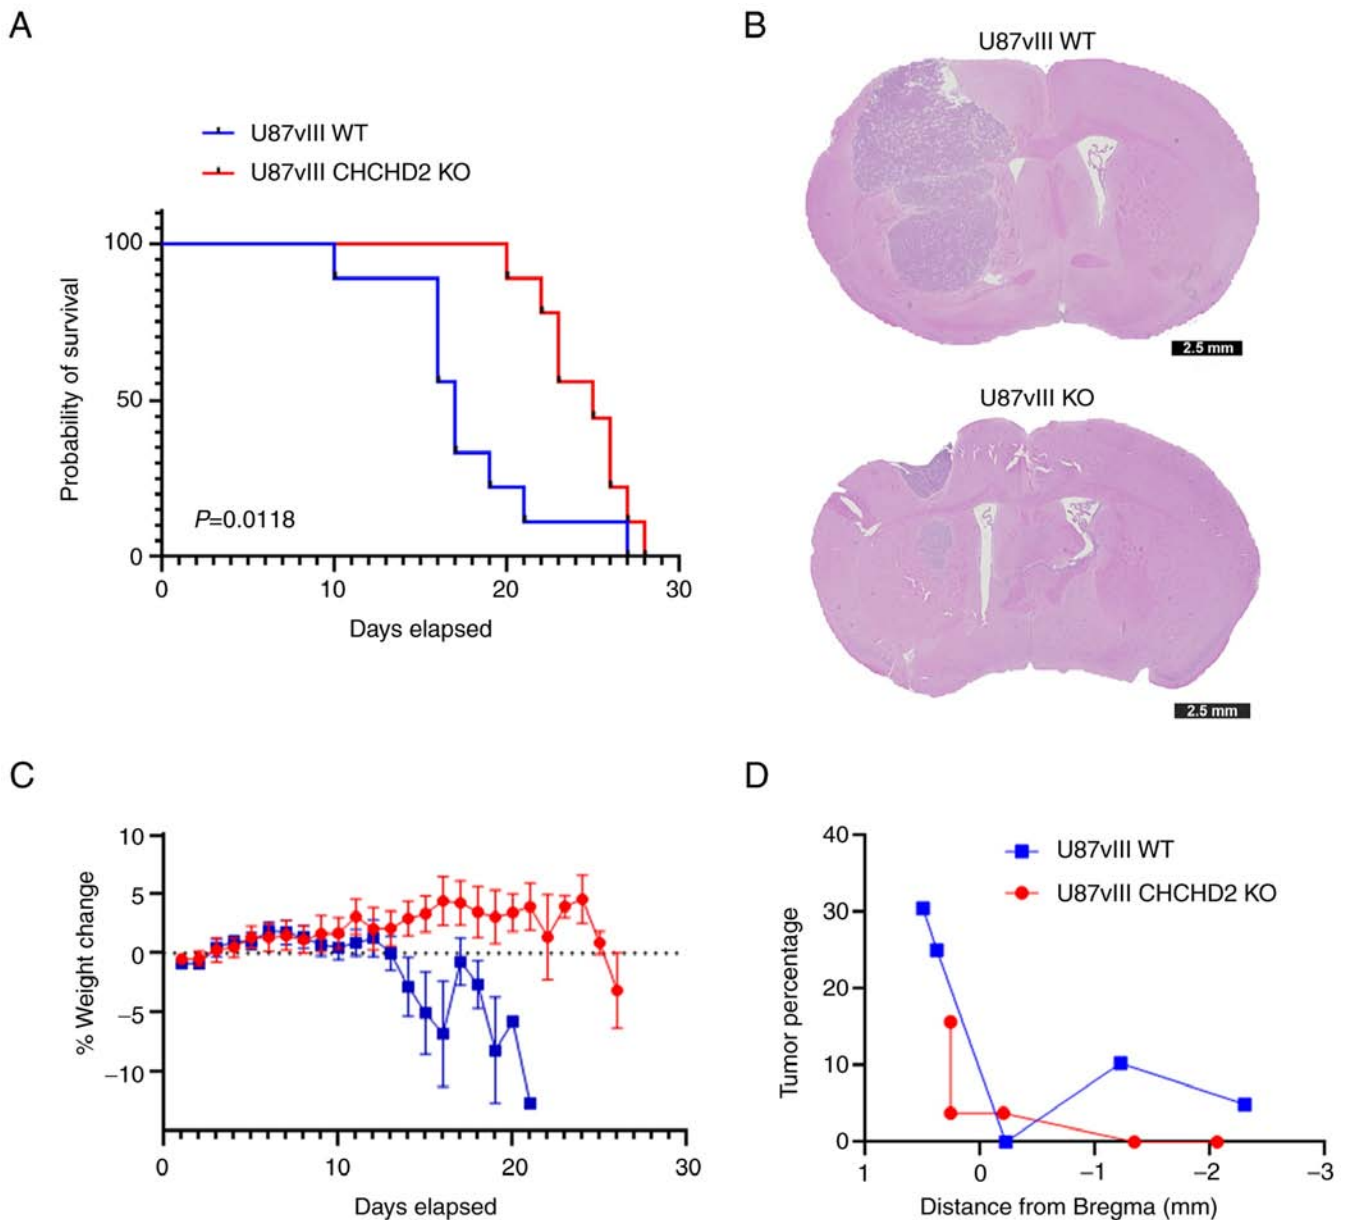 A
U87vIII WT
U87vIII CHCHD2 KO
Probability of survival
100
50
0
P=0.0118
0 10 20 30
Days elapsed
B
U87vIII WT
2.5 mm
U87vIII KO
2.5 mm
C
% Weight change
10
5
0
−5
−10
0 10 20 30
Days elapsed
D
U87vIII WT
U87vIII CHCHD2 KO
Tumor percentage
40
30
20
10
0
1 0 −1 −2 −3
Distance from Bregma (mm)